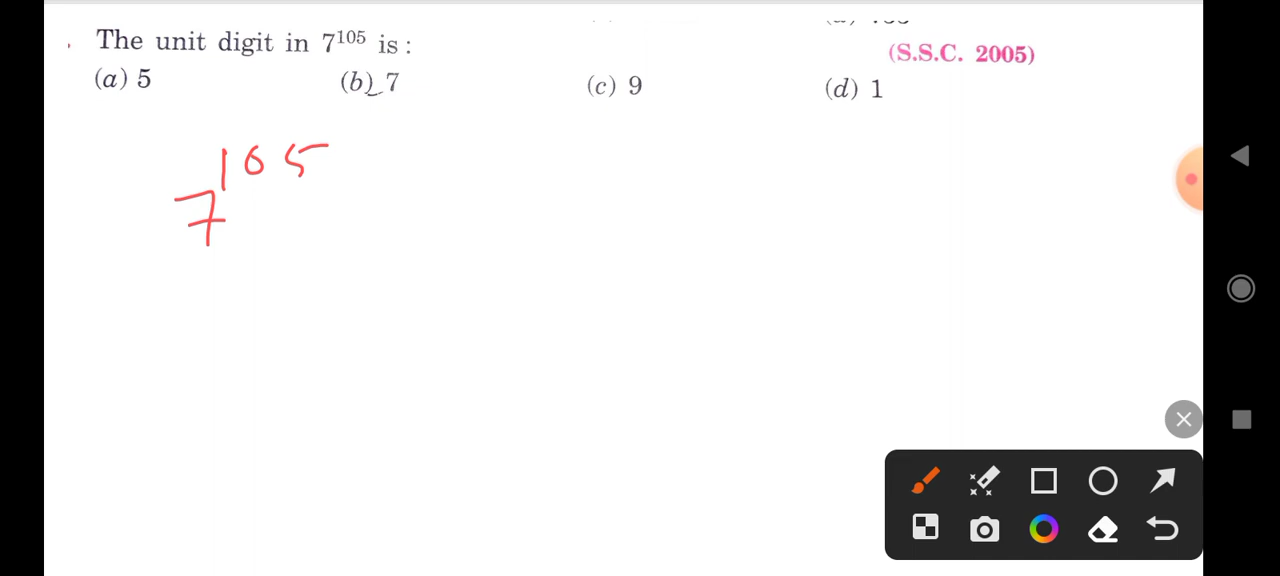 The unit digit in 7¹⁰⁵ is :
(S.S.C. 2005)
(a) 5 (b) 7 (c) 9 (d) 1
7¹⁰⁵